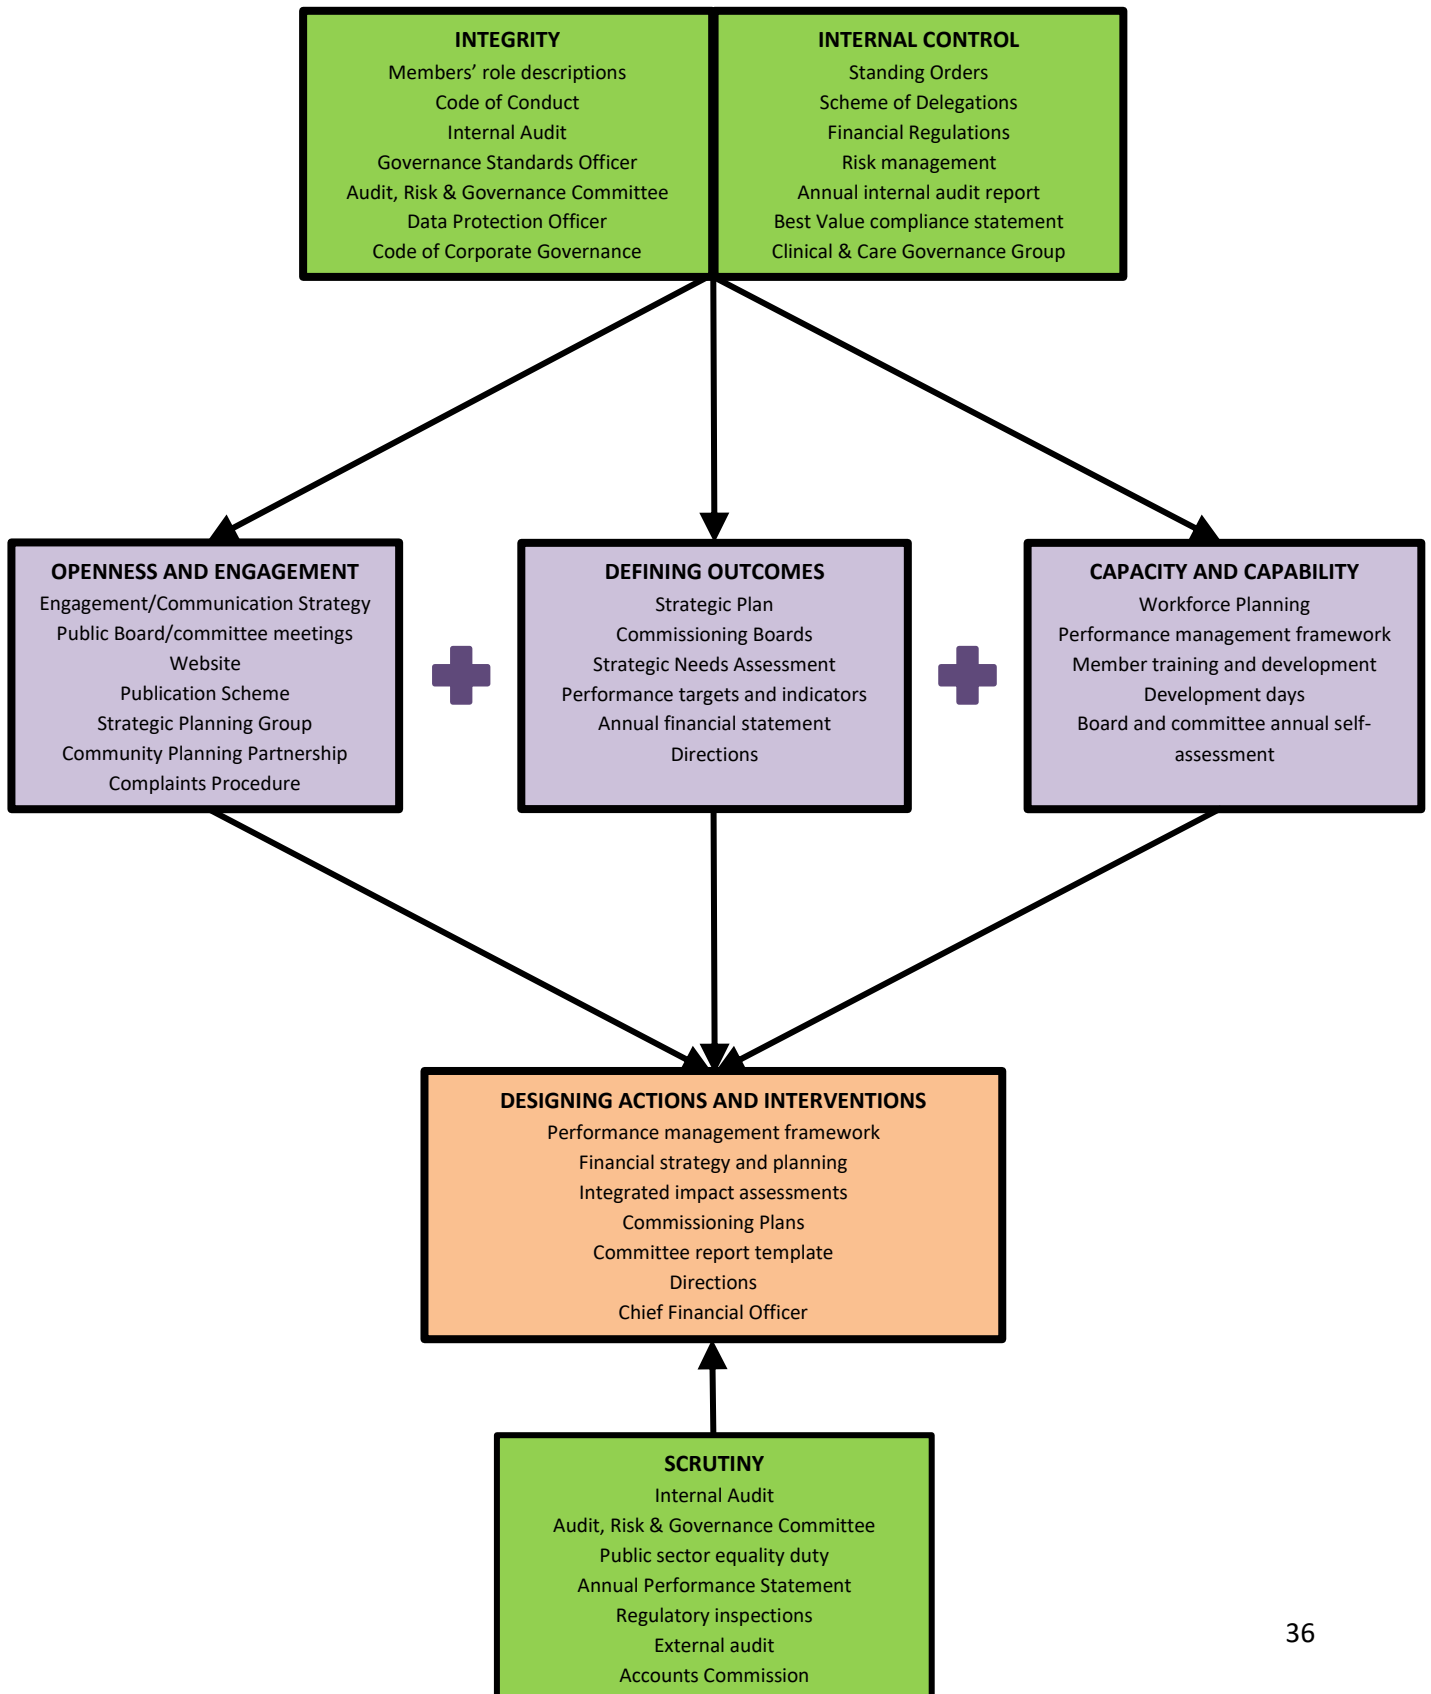 INTEGRITY
Members’ role descriptions
Code of Conduct
Internal Audit
Governance Standards Officer
Audit, Risk & Governance Committee
Data Protection Officer
Code of Corporate Governance
INTERNAL CONTROL
Standing Orders
Scheme of Delegations
Financial Regulations
Risk management
Annual internal audit report
Best Value compliance statement
Clinical & Care Governance Group
OPENNESS AND ENGAGEMENT
Engagement/Communication Strategy
Public Board/committee meetings
Website
Publication Scheme
Strategic Planning Group
Community Planning Partnership
Complaints Procedure
DEFINING OUTCOMES
Strategic Plan
Commissioning Boards
Strategic Needs Assessment
Performance targets and indicators
Annual financial statement
Directions
CAPACITY AND CAPABILITY
Workforce Planning
Performance management framework
Member training and development
Development days
Board and committee annual self-
assessment
DESIGNING ACTIONS AND INTERVENTIONS
Performance management framework
Financial strategy and planning
Integrated impact assessments
Commissioning Plans
Committee report template
Directions
Chief Financial Officer
SCRUTINY
Internal Audit
Audit, Risk & Governance Committee
Public sector equality duty
Annual Performance Statement
Regulatory inspections
External audit
Accounts Commission
36